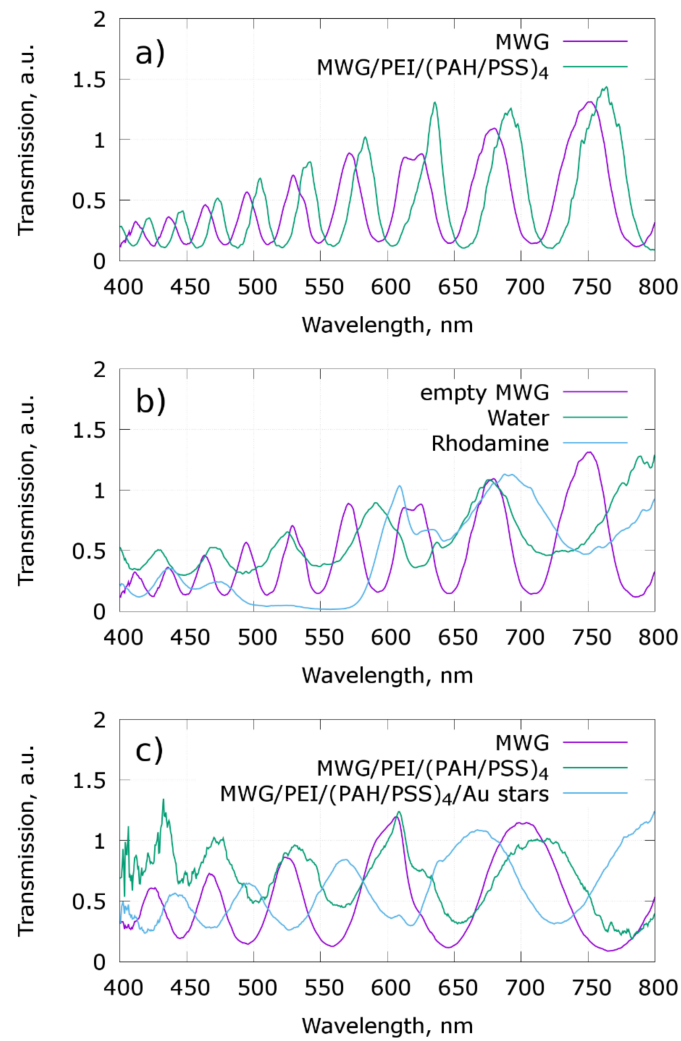 a)
MWG
MWG/PEI/(PAH/PSS)4
Transmission, a.u.
2
1.5
1
0.5
0
400 450 500 550 600 650 700 750 800
Wavelength, nm
b)
empty MWG
Water
Rhodamine
Transmission, a.u.
2
1.5
1
0.5
0
400 450 500 550 600 650 700 750 800
Wavelength, nm
c)
MWG
MWG/PEI/(PAH/PSS)4
MWG/PEI/(PAH/PSS)4/Au stars
Transmission, a.u.
2
1.5
1
0.5
0
400 450 500 550 600 650 700 750 800
Wavelength, nm